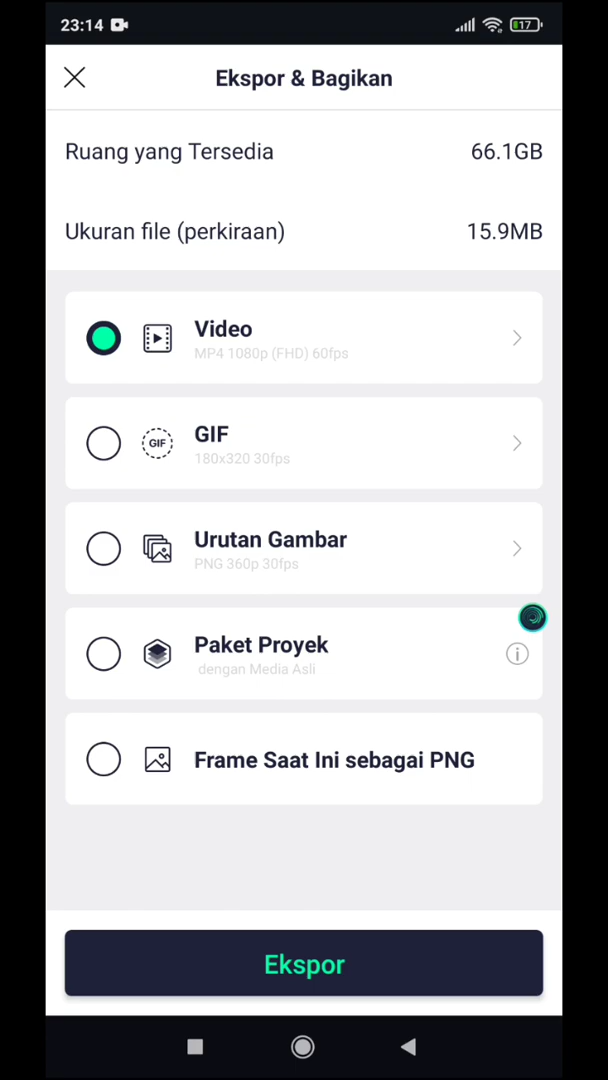 23:14
17
Ekspor & Bagikan
Ruang yang Tersedia 66.1GB
Ukuran file (perkiraan) 15.9MB
Video
MP4 1080p (FHD) 60fps
GIF
GIF
180x320 30fps
Urutan Gambar
PNG 360p 30fps
Paket Proyek
dengan Media Asli
Frame Saat Ini sebagai PNG
Ekspor